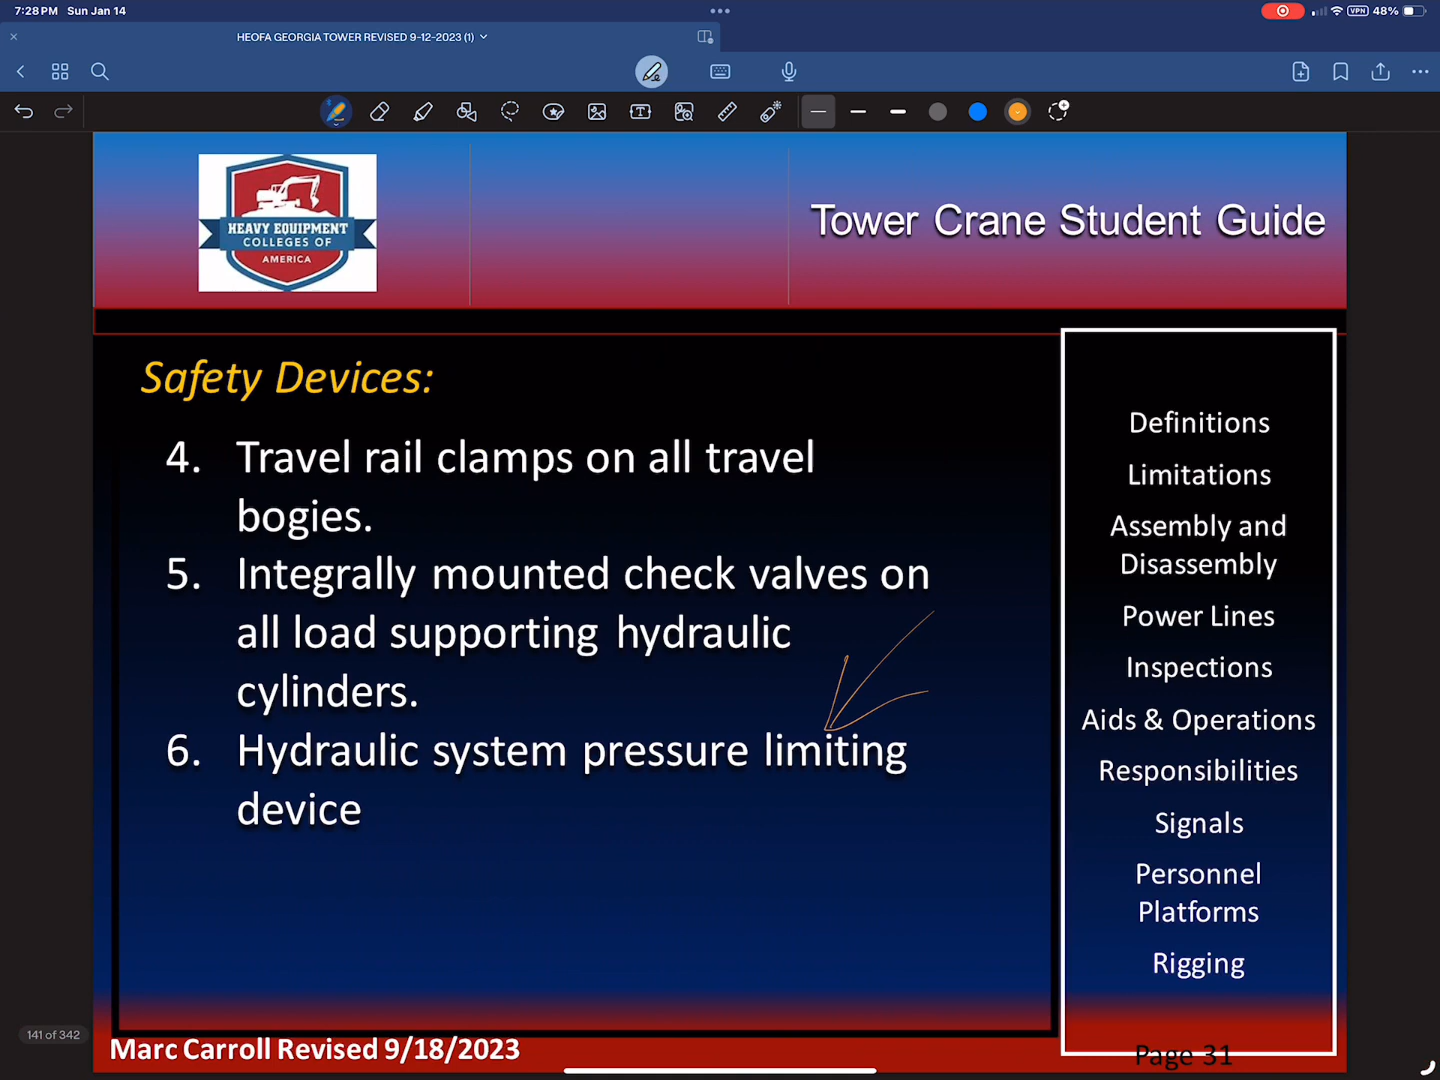 7:28 PM Sun Jan 14
VPN 48%
HEOFA GEORGIA TOWER REVISED 9-12-2023 (1)
HEAVY EQUIPMENT
COLLEGES OF
AMERICA
Tower Crane Student Guide
Safety Devices:
4. Travel rail clamps on all travel
bogies.
5. Integrally mounted check valves on
all load supporting hydraulic
cylinders.
6. Hydraulic system pressure limiting
device
Definitions
Limitations
Assembly and
Disassembly
Power Lines
Inspections
Aids & Operations
Responsibilities
Signals
Personnel
Platforms
Rigging
141 of 342
Marc Carroll Revised 9/18/2023
Page 31